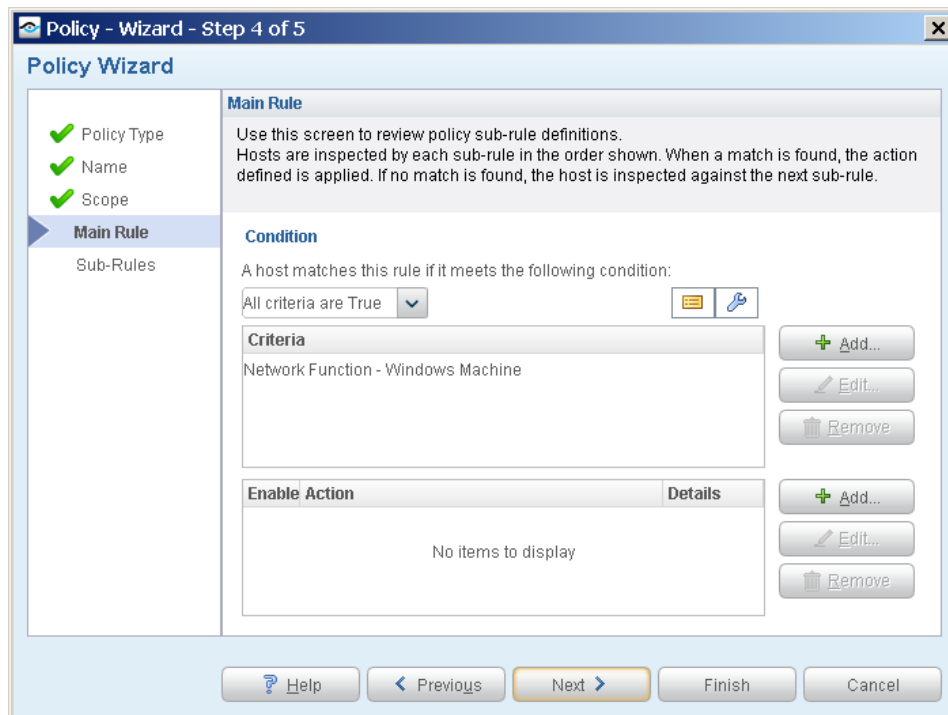 Policy - Wizard - Step 4 of 5
Policy Wizard
Policy Type
Name
Scope
Main Rule
Sub-Rules
Main Rule
Use this screen to review policy sub-rule definitions.
Hosts are inspected by each sub-rule in the order shown. When a match is found, the action
defined is applied. If no match is found, the host is inspected against the next sub-rule.
Condition
A host matches this rule if it meets the following condition:
All criteria are True
Criteria
Network Function - Windows Machine
Add...
Edit...
Remove
Enable Action Details
No items to display
Add...
Edit...
Remove
Help
Previous
Next
Finish
Cancel